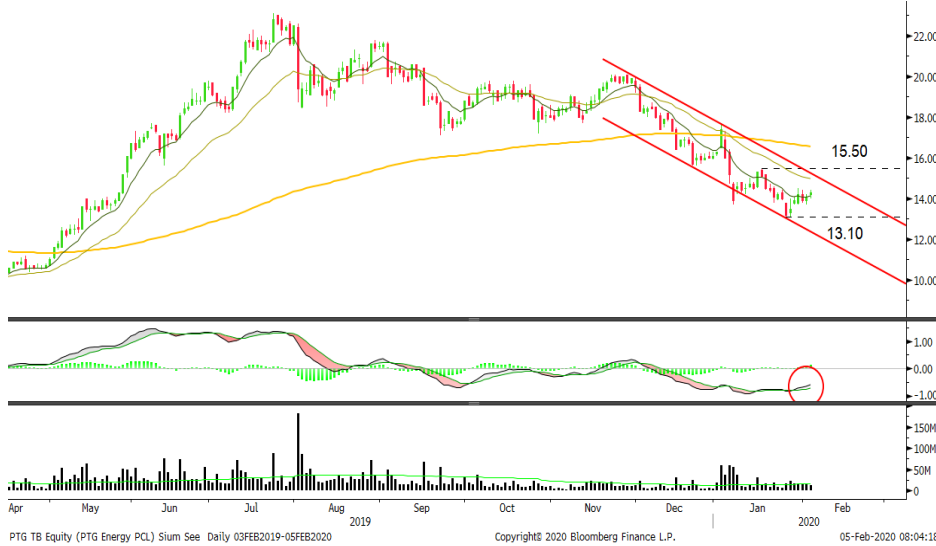 22.00
20.00
18.00
16.00
14.00
12.00
10.00
15.50
13.10
1.00
0.00
-1.00
150M
100M
50M
0
Apr May Jun Jul Aug Sep Oct Nov Dec Jan Feb
2019 2020
PTG TB Equity (PTG Energy PCL) Sium See Daily 03FEB2019-05FEB2020 Copyright© 2020 Bloomberg Finance L.P. 05-Feb-2020 08:04:18